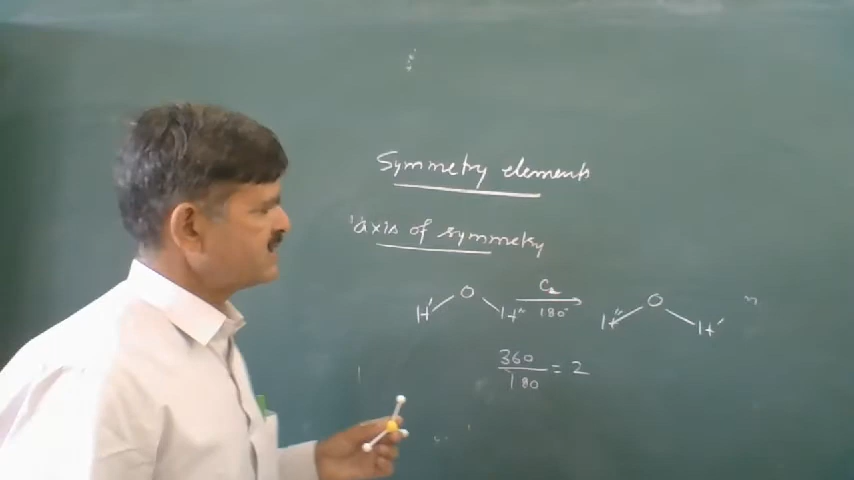 Symmetry elements
axis of symmetry
H' O H" C₂ 180° H" O H'
360/180 = 2